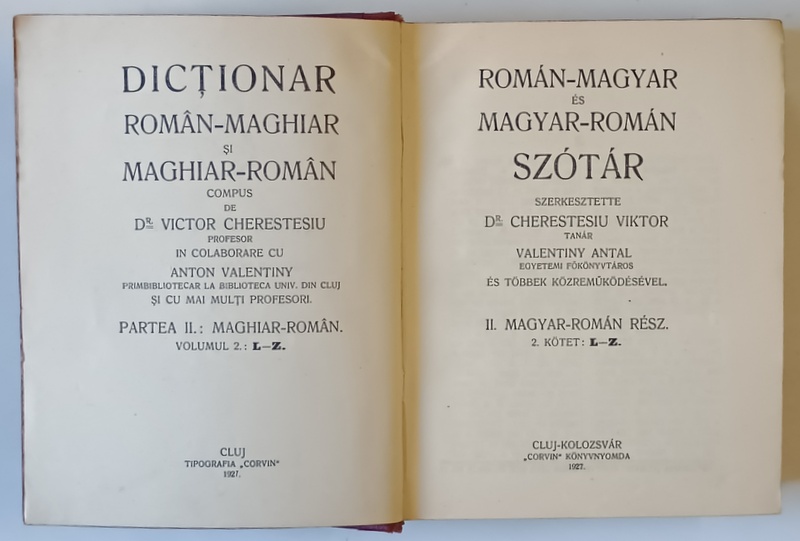 DICȚIONAR
ROMÂN-MAGHIAR
ȘI
MAGHIAR-ROMÂN
COMPUS
DE
DR. VICTOR CHERESTESIU
PROFESOR
IN COLABORARE CU
ANTON VALENTINY
PRIMBIBLIOTECAR LA BIBLIOTECA UNIV. DIN CLUJ
ȘI CU MAI MULȚI PROFESORI.
PARTEA II.: MAGHIAR-ROMÂN.
VOLUMUL 2.: L—Z.
CLUJ
TIPOGRAFIA „CORVIN“
1927.
ROMÁN-MAGYAR
ÉS
MAGYAR-ROMÁN
SZÓTÁR
SZERKESZTETTE
DR. CHERESTESIU VIKTOR
TANÁR
VALENTINY ANTAL
EGYETEMI FŐKÖNYVTÁROS
ÉS TÖBBEK KÖZREMŰKÖDÉSÉVEL.
II. MAGYAR-ROMÁN RÉSZ.
2. KÖTET: L—Z.
CLUJ-KOLOZSVÁR
„CORVIN“ KÖNYVNYOMDA
1927.